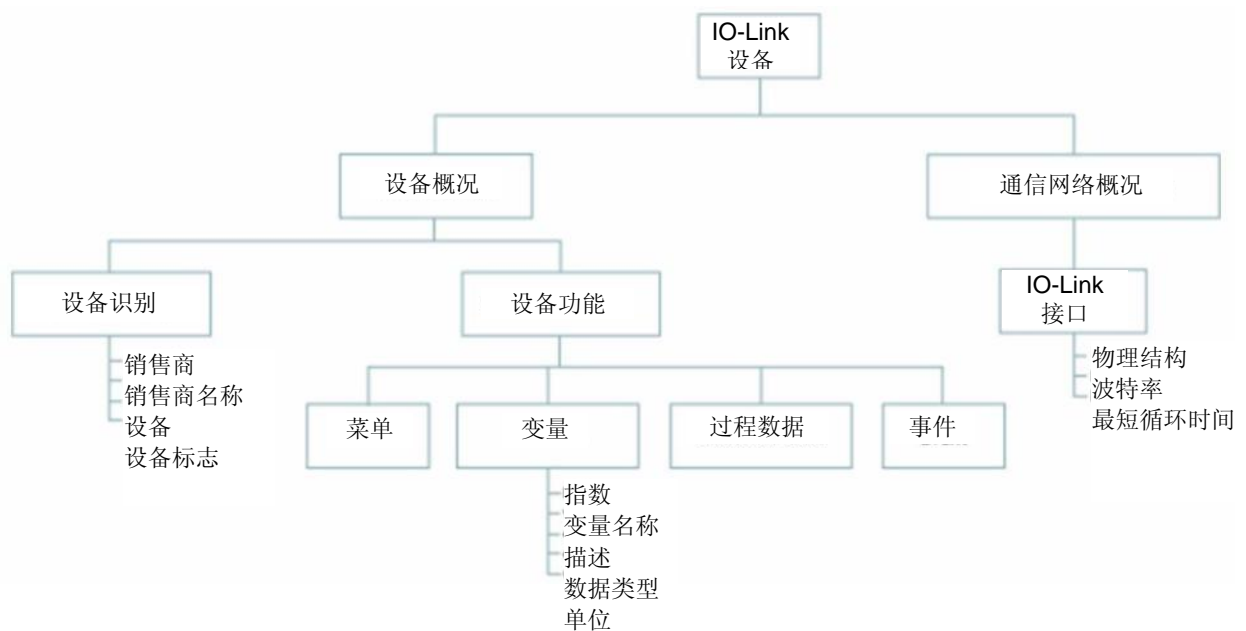 IO-Link
设备
设备概况
通信网络概况
设备识别
设备功能
IO-Link
接口
销售商
销售商名称
设备
设备标志
物理结构
波特率
最短循环时间
菜单
变量
过程数据
事件
指数
变量名称
描述
数据类型
单位